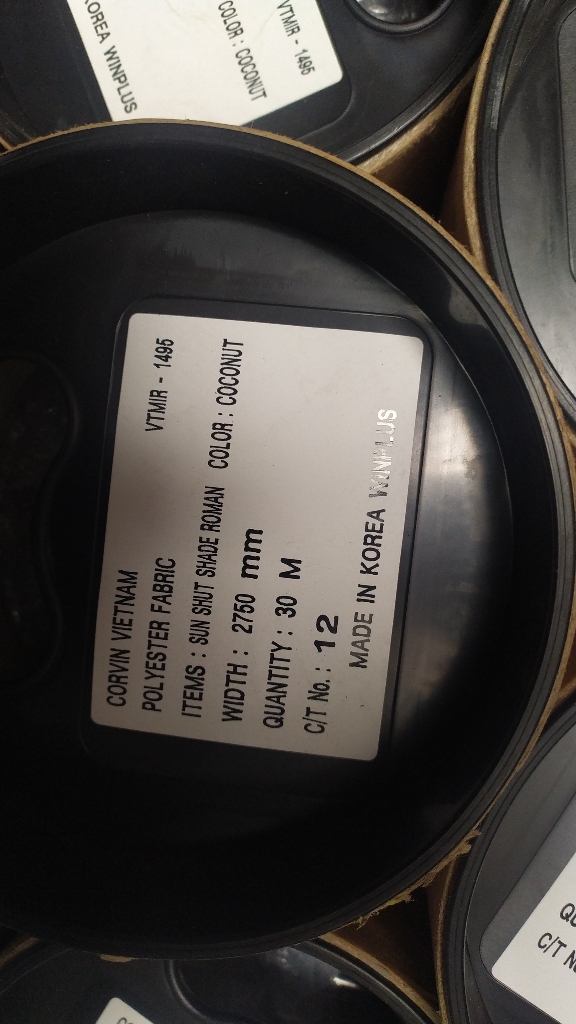 CORVIN VIETNAM
POLYESTER FABRIC VTMIR - 1495
ITEMS : SUN SHUT SHADE ROMAN COLOR : COCONUT
WIDTH : 2750 mm
QUANTITY : 30 M
C/T No. : 12
MADE IN KOREA WINPLUS
VTMIR - 1495
COLOR : COCONUT
KOREA WINPLUS
C/T